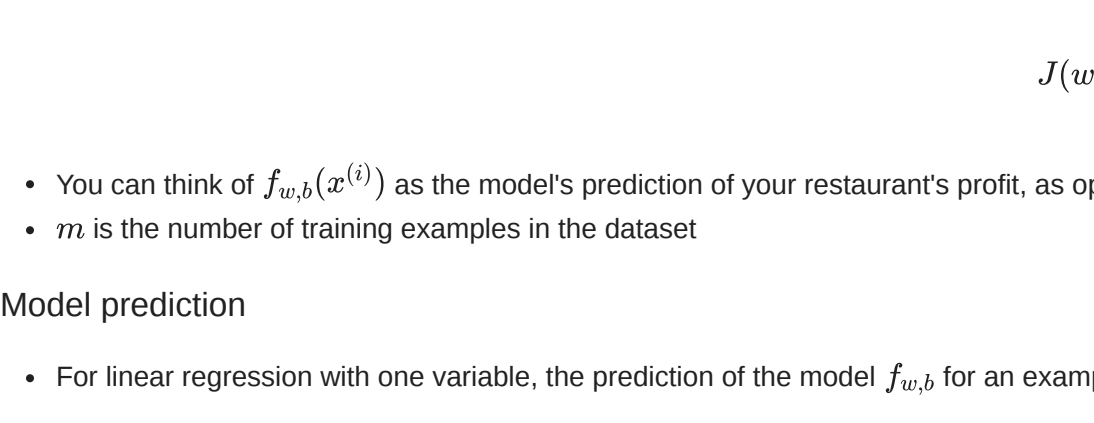 J(w
• You can think of f_{w,b}(x^{(i)}) as the model's prediction of your restaurant's profit, as op
• m is the number of training examples in the dataset
Model prediction
• For linear regression with one variable, the prediction of the model f_{w,b} for an examp